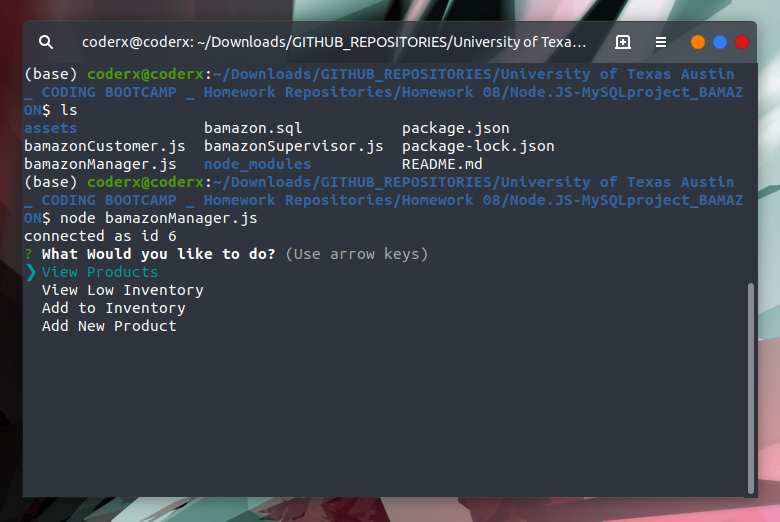 coderx@coderx: ~/Downloads/GITHUB_REPOSITORIES/University of Texa...
(base) coderx@coderx:~/Downloads/GITHUB_REPOSITORIES/University of Texas Austin
_ CODING BOOTCAMP _ Homework Repositories/Homework 08/Node.JS-MySQLproject_BAMAZ
ON$ ls
assets bamazon.sql package.json
bamazonCustomer.js bamazonSupervisor.js package-lock.json
bamazonManager.js node_modules README.md
(base) coderx@coderx:~/Downloads/GITHUB_REPOSITORIES/University of Texas Austin
_ CODING BOOTCAMP _ Homework Repositories/Homework 08/Node.JS-MySQLproject_BAMAZ
ON$ node bamazonManager.js
connected as id 6
? What Would you like to do? (Use arrow keys)
❯ View Products
View Low Inventory
Add to Inventory
Add New Product